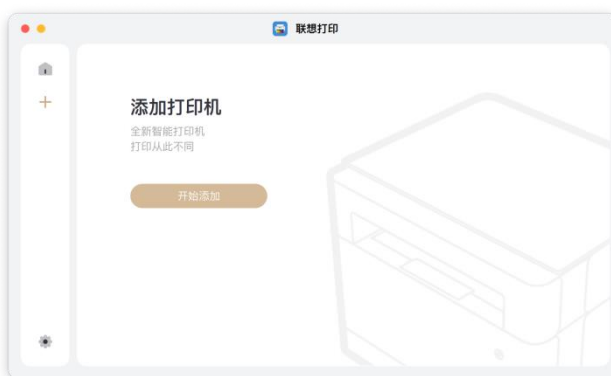 联想打印
添加打印机
全新智能打印机
打印从此不同
开始添加